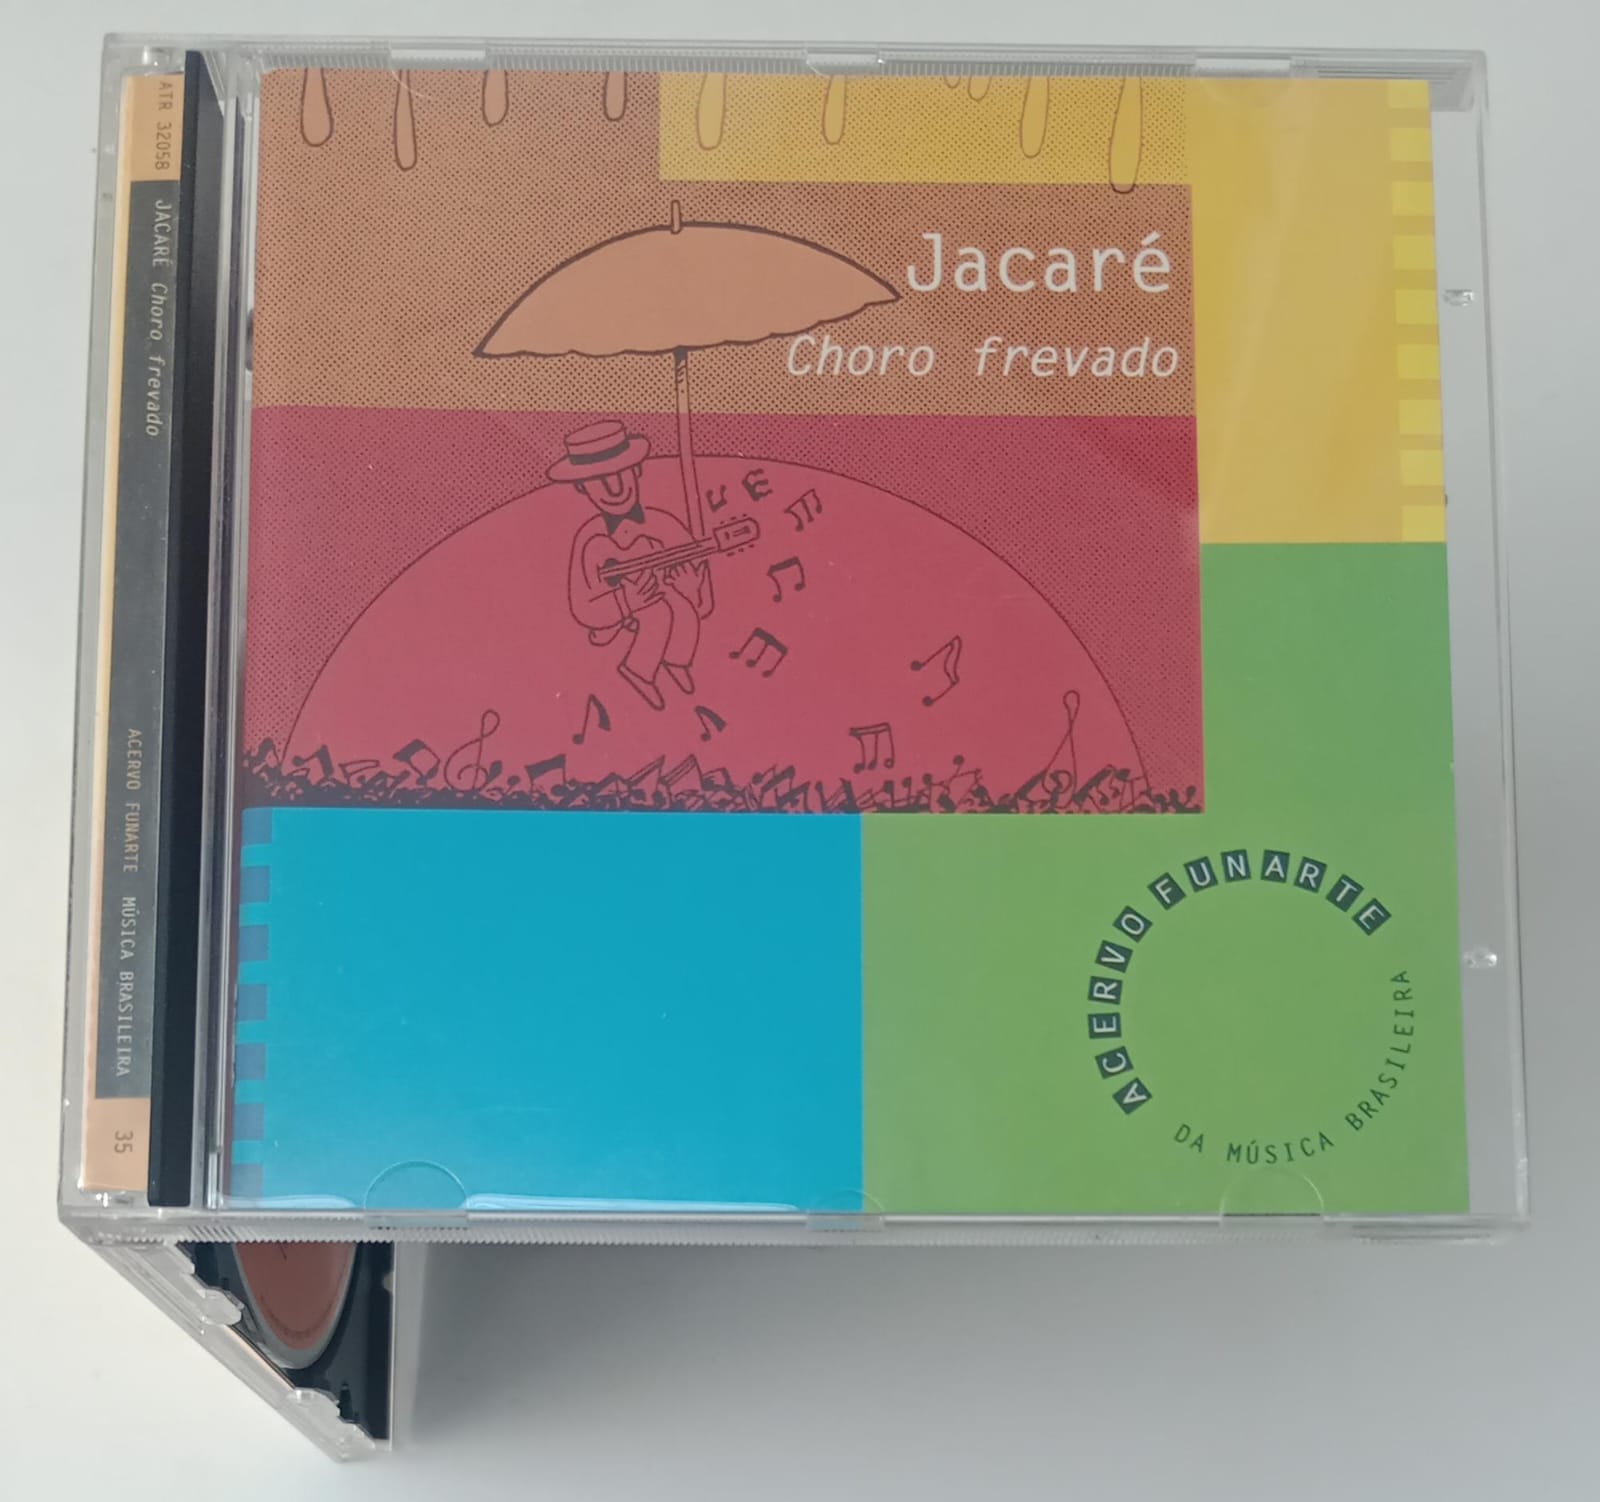 ATR 32058 JACARÉ Choro frevado ACERVO FUNARTE MÚSICA BRASILEIRA 35
Jacaré
Choro frevado
ACERVO FUNARTE
DA MÚSICA BRASILEIRA